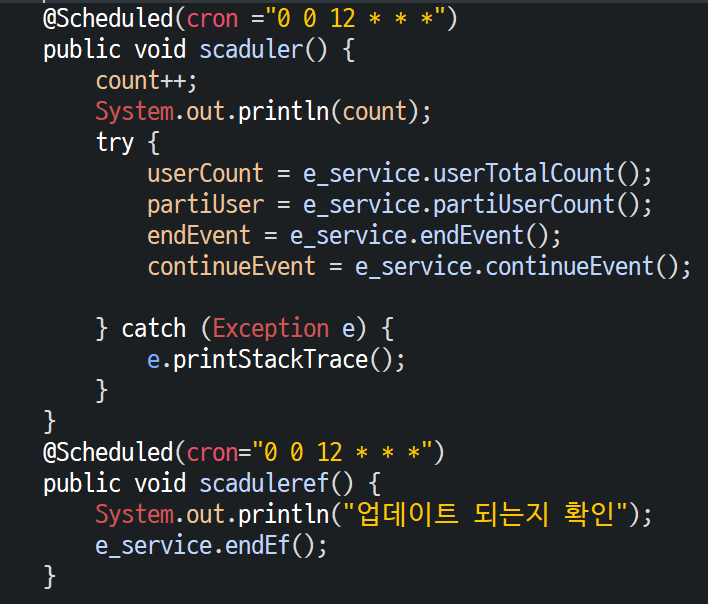 @Scheduled(cron ="0 0 12 * * *")
public void scaduler() {
    count++;
    System.out.println(count);
    try {
        userCount = e_service.userTotalCount();
        partiUser = e_service.partiUserCount();
        endEvent = e_service.endEvent();
        continueEvent = e_service.continueEvent();

    } catch (Exception e) {
        e.printStackTrace();
    }
}
@Scheduled(cron="0 0 12 * * *")
public void scaduleref() {
    System.out.println("업데이트 되는지 확인");
    e_service.endEf();
}